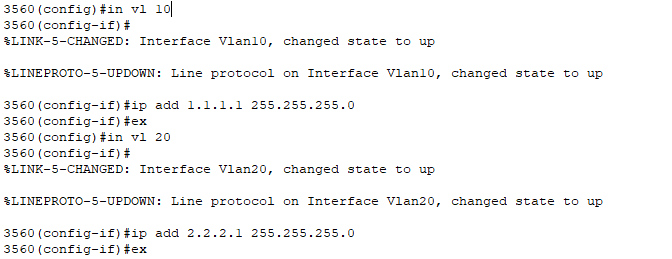 3560(config)#in vl 10
3560(config-if)#
%LINK-5-CHANGED: Interface Vlan10, changed state to up
%LINEPROTO-5-UPDOWN: Line protocol on Interface Vlan10, changed state to up
3560(config-if)#ip add 1.1.1.1 255.255.255.0
3560(config-if)#ex
3560(config)#in vl 20
3560(config-if)#
%LINK-5-CHANGED: Interface Vlan20, changed state to up
%LINEPROTO-5-UPDOWN: Line protocol on Interface Vlan20, changed state to up
3560(config-if)#ip add 2.2.2.1 255.255.255.0
3560(config-if)#ex